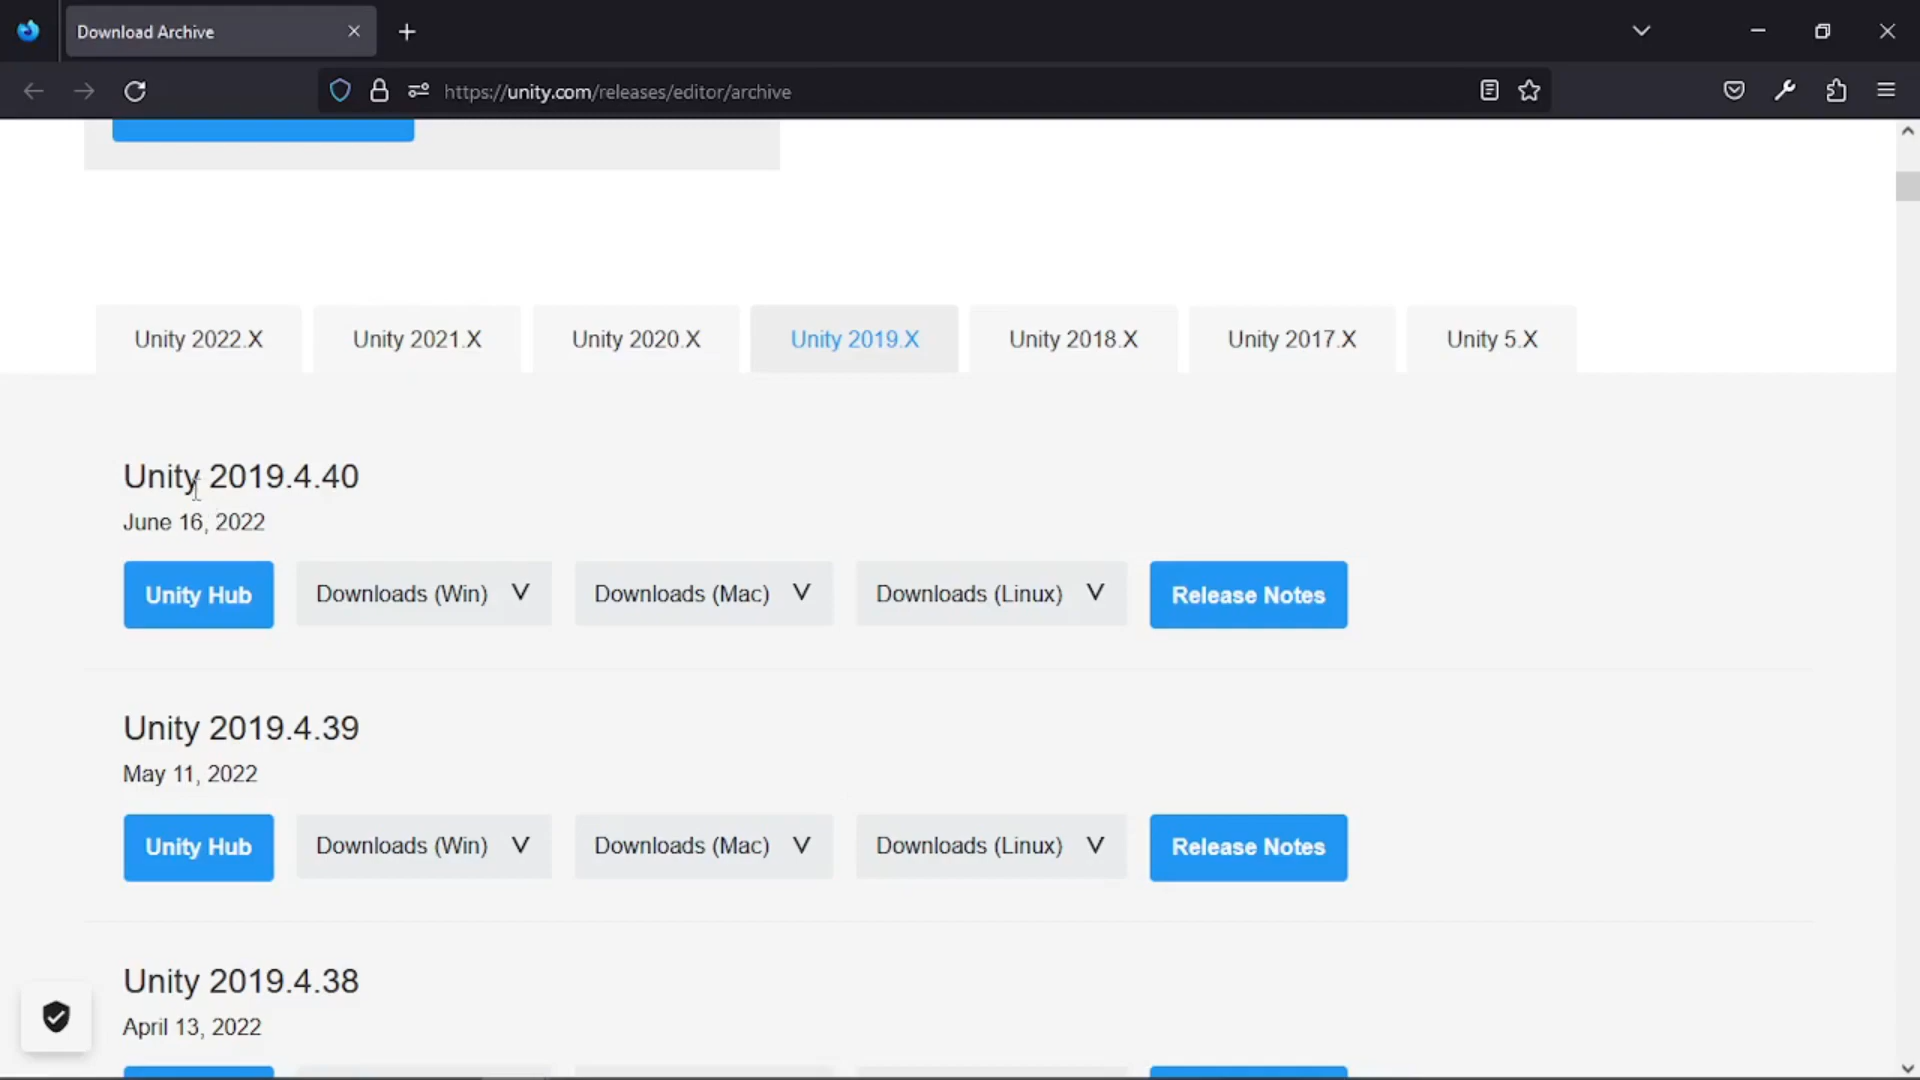 Download Archive
https://unity.com/releases/editor/archive
Unity 2022.X Unity 2021.X Unity 2020.X Unity 2019.X Unity 2018.X Unity 2017.X Unity 5.X
Unity 2019.4.40
June 16, 2022
Unity Hub Downloads (Win) V Downloads (Mac) V Downloads (Linux) V Release Notes
Unity 2019.4.39
May 11, 2022
Unity Hub Downloads (Win) V Downloads (Mac) V Downloads (Linux) V Release Notes
Unity 2019.4.38
April 13, 2022